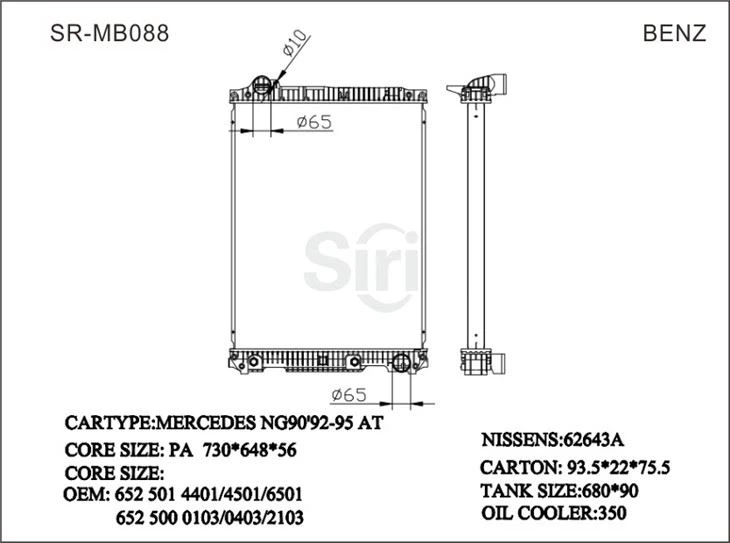 SR-MB088
BENZ
Ø10
Ø65
Siri
Ø65
CARTYPE:MERCEDES NG90'92-95 AT
CORE SIZE: PA 730*648*56
CORE SIZE:
OEM: 652 501 4401/4501/6501
652 500 0103/0403/2103
NISSENS:62643A
CARTON: 93.5*22*75.5
TANK SIZE:680*90
OIL COOLER:350